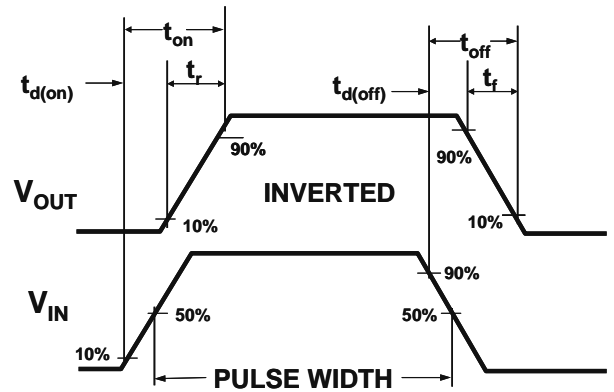 t_on t_off
t_d(on) t_r t_d(off) t_f
90% 90%
V_OUT INVERTED
10% 10%
90%
V_IN 50% 50%
10%
PULSE WIDTH